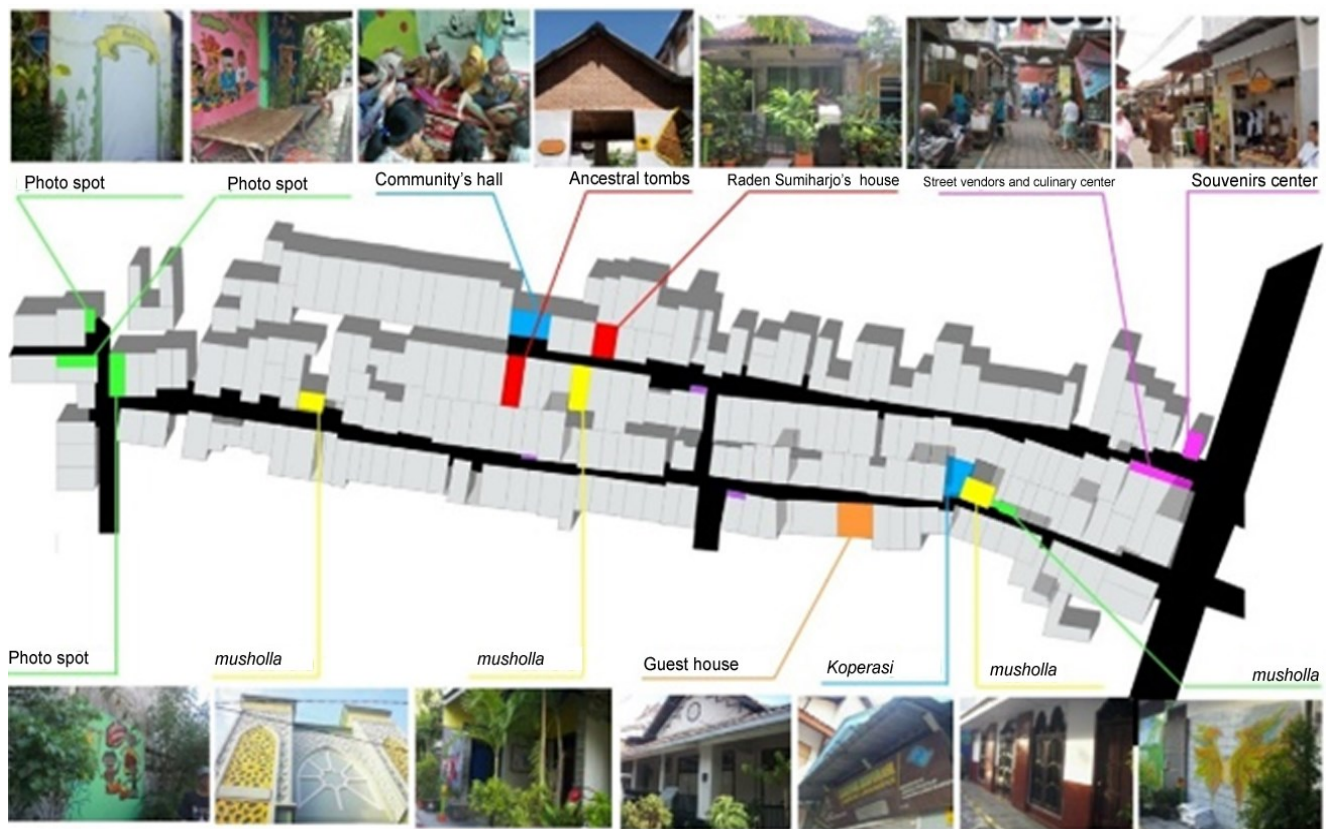 Photo spot
Photo spot
Community's hall
Ancestral tombs
Raden Sumiharjo's house
Street vendors and culinary center
Souvenirs center
Photo spot
musholla
musholla
Guest house
Koperasi
musholla
musholla